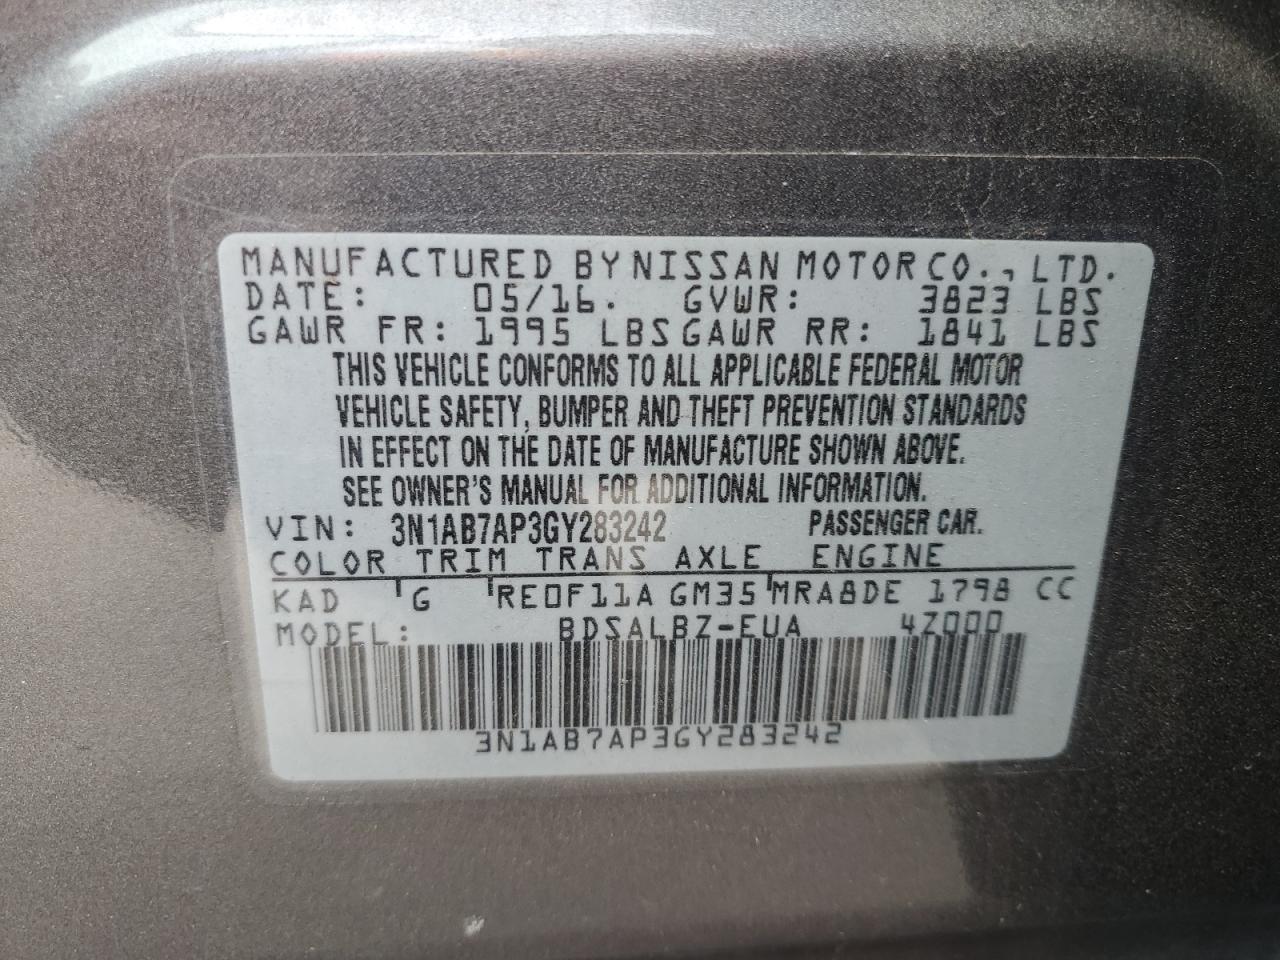 MANUFACTURED BY NISSAN MOTOR CO., LTD.
DATE: 05/16. GVWR: 3823 LBS
GAWR FR: 1995 LBS GAWR RR: 1841 LBS
THIS VEHICLE CONFORMS TO ALL APPLICABLE FEDERAL MOTOR
VEHICLE SAFETY, BUMPER AND THEFT PREVENTION STANDARDS
IN EFFECT ON THE DATE OF MANUFACTURE SHOWN ABOVE.
SEE OWNER'S MANUAL FOR ADDITIONAL INFORMATION.
VIN: 3N1AB7AP3GY283242 PASSENGER CAR.
COLOR TRIM TRANS AXLE ENGINE
KAD G RE0F11A GM35 MRA8DE 1798 CC
MODEL: BDSALBZ-EUA 4Z000
3N1AB7AP3GY283242